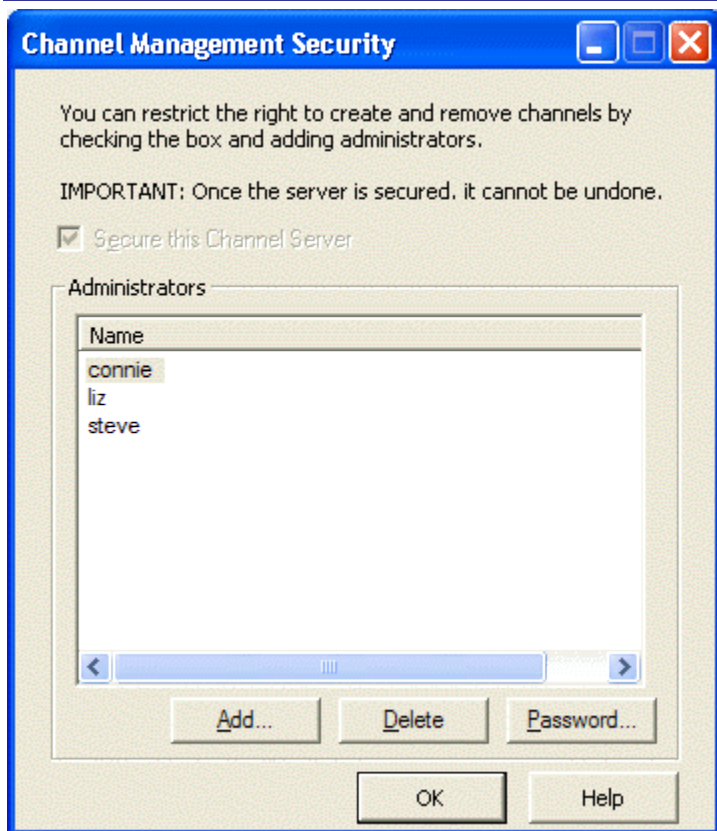 Channel Management Security
You can restrict the right to create and remove channels by
checking the box and adding administrators.
IMPORTANT: Once the server is secured, it cannot be undone.
Secure this Channel Server
Administrators
Name
connie
liz
steve
Add...
Delete
Password...
OK
Help